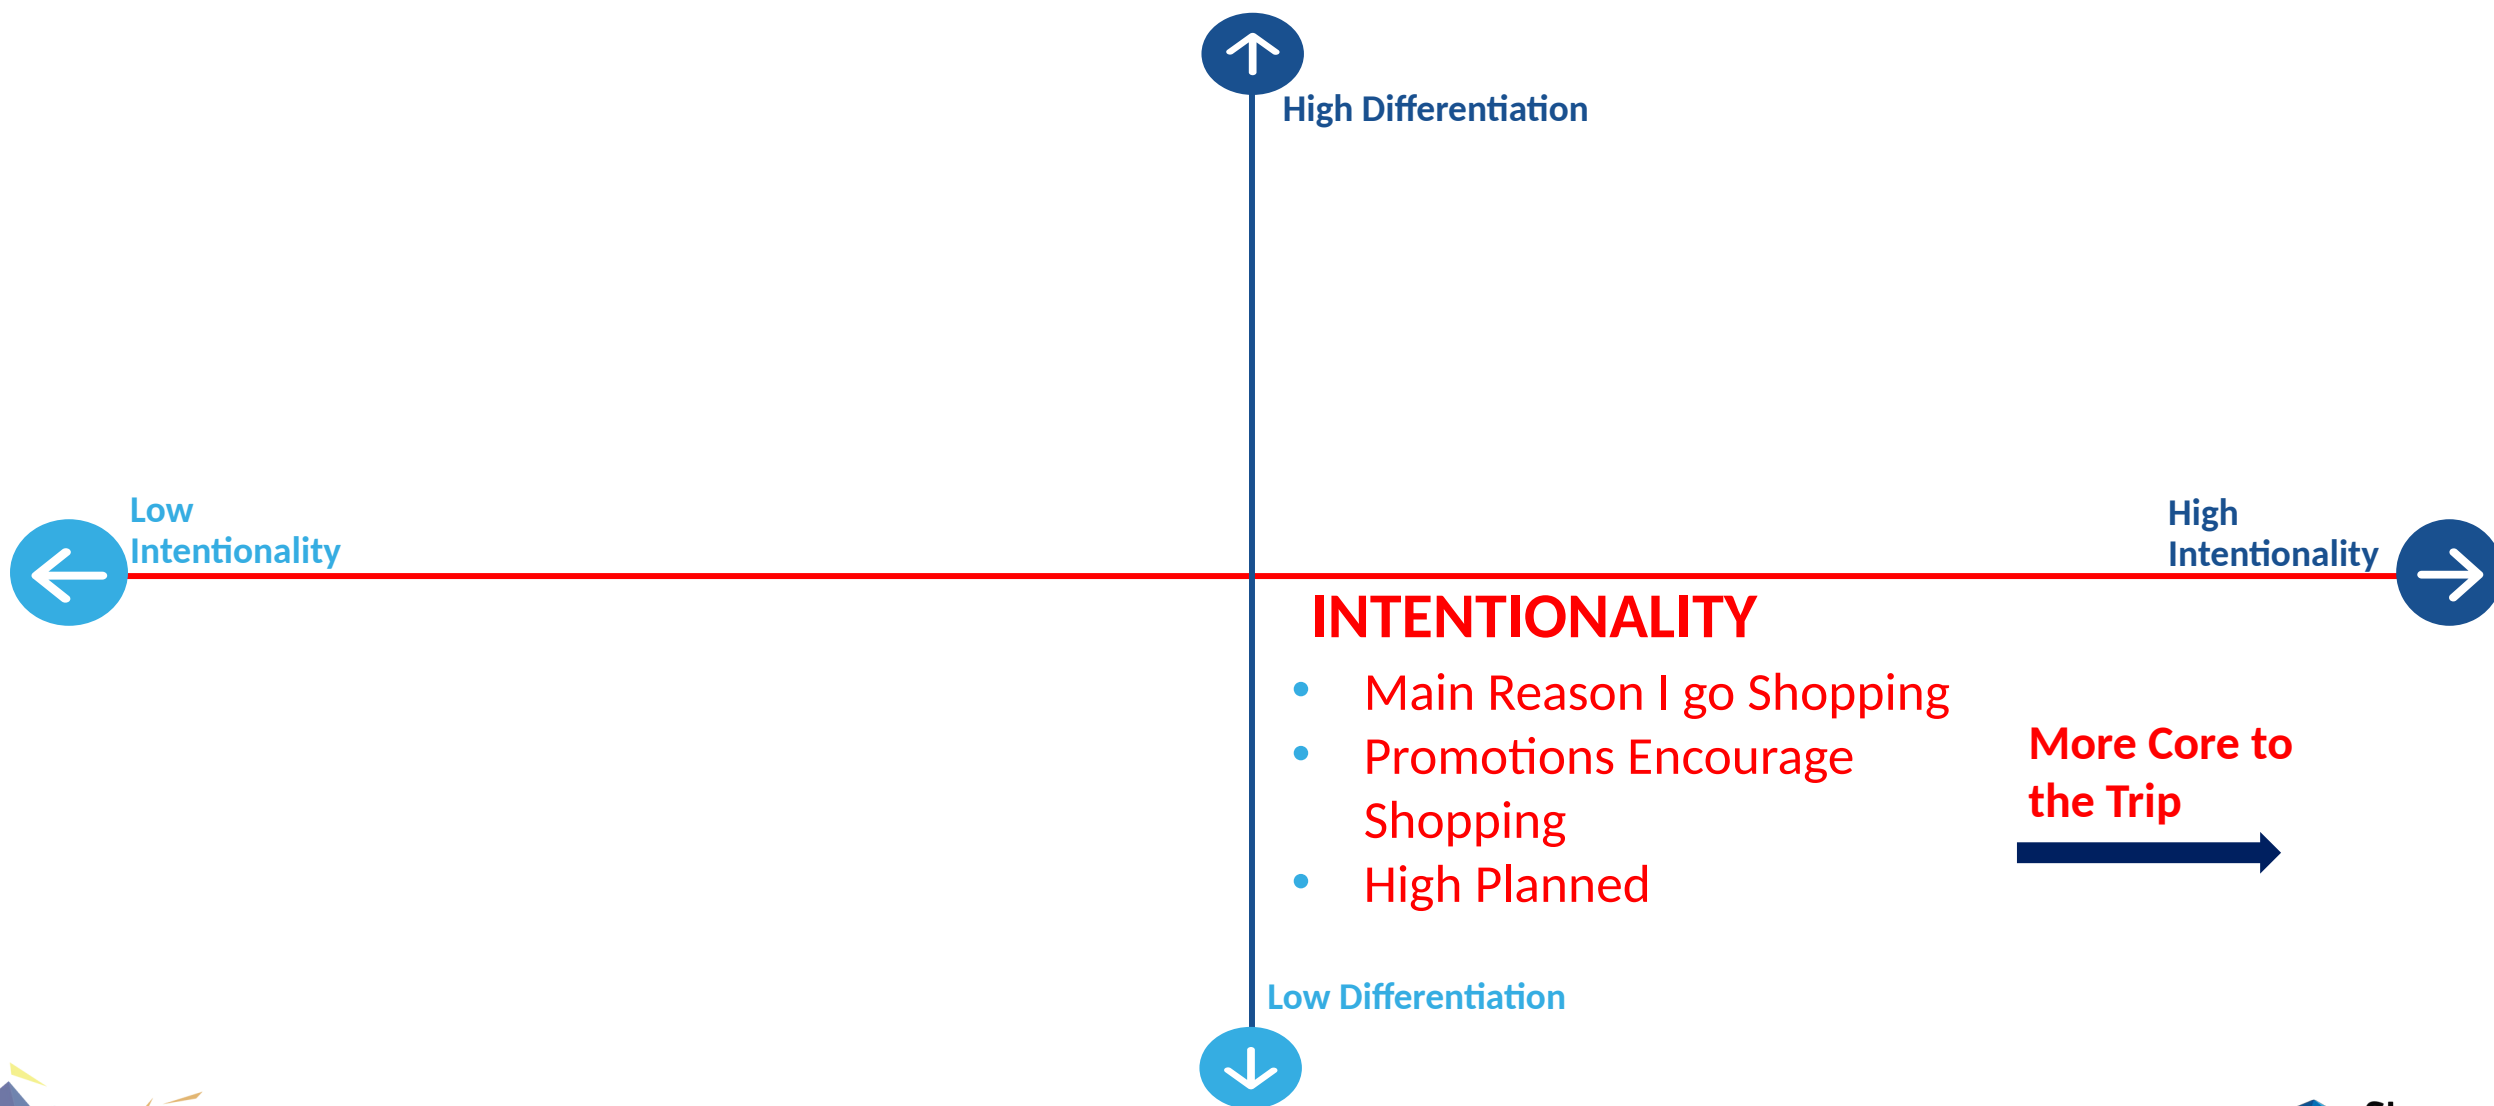 High Differentiation
Low
Intentionality
High
Intentionality
INTENTIONALITY
• Main Reason I go Shopping
• Promotions Encourage
Shopping
• High Planned
More Core to
the Trip
Low Differentiation